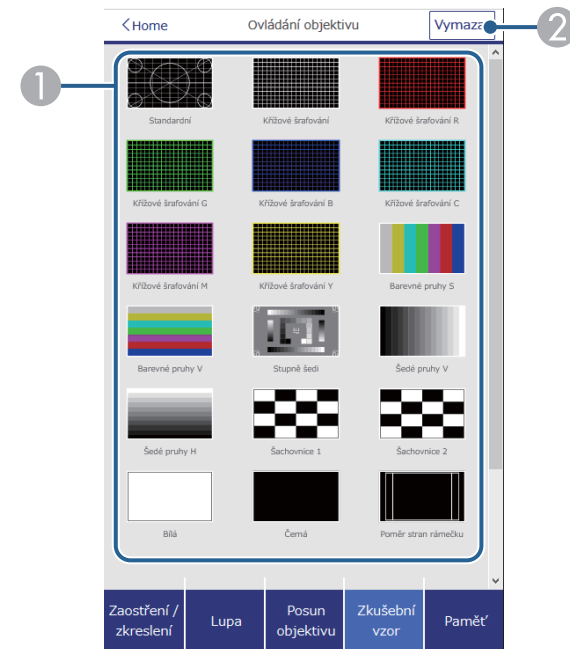 Home
Ovládání objektivu
Vymaza
2
1
Standardní
Křížové šrafování
Křížové šrafování R
Křížové šrafování G
Křížové šrafování B
Křížové šrafování C
Křížové šrafování M
Křížové šrafování Y
Barevné pruhy S
Barevné pruhy V
Stupně šedi
Šedé pruhy V
Šedé pruhy H
Šachovnice 1
Šachovnice 2
Bílá
Černá
Poměr stran rámečku
Zaostření /
zkreslení
Lupa
Posun
objektivu
Zkušební
vzor
Paměť